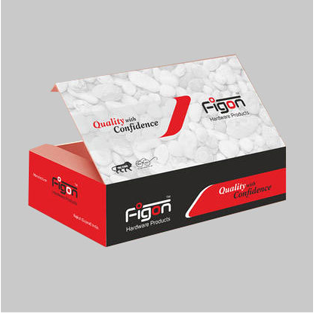 Quality with
Confidence
Figon
Hardware Products
Figon
Hardware Products
Quality with
Confidence